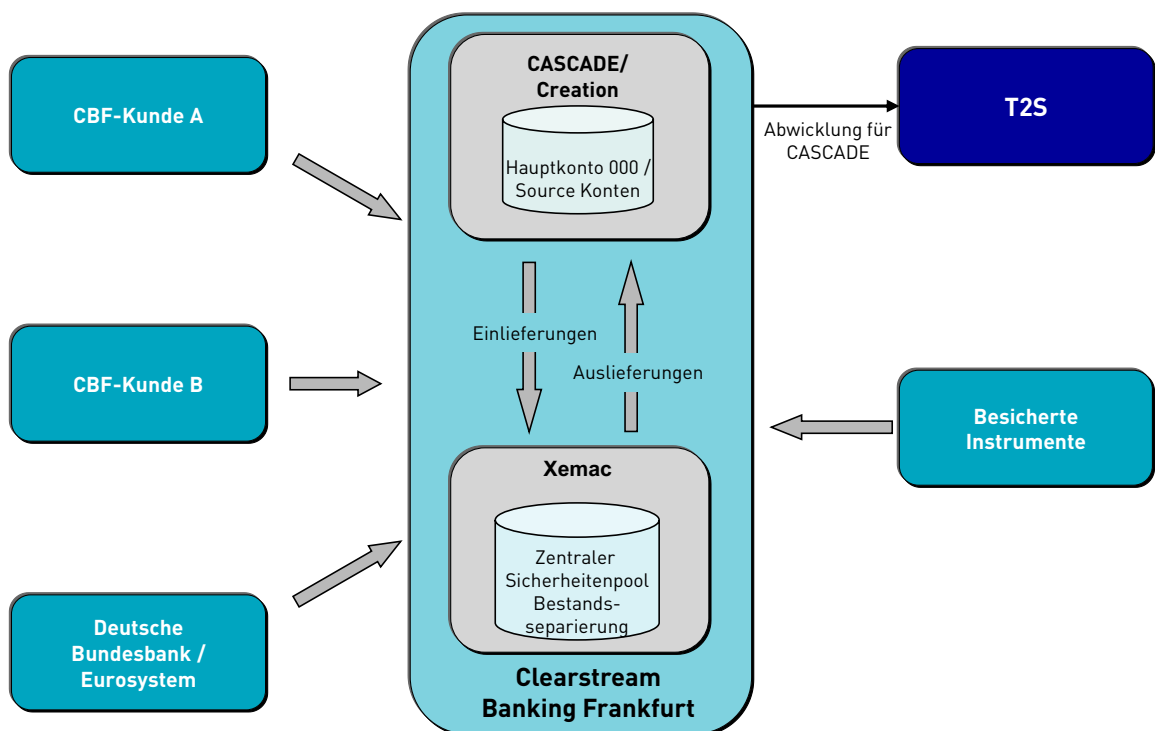 CBF-Kunde A
CASCADE/
Creation
Hauptkonto 000 /
Source Konten
Abwicklung für
CASCADE
T2S
CBF-Kunde B
Einlieferungen
Auslieferungen
Besicherte
Instrumente
Xemac
Zentraler
Sicherheitenpool
Bestands-
separierung
Deutsche
Bundesbank /
Eurosystem
Clearstream
Banking Frankfurt